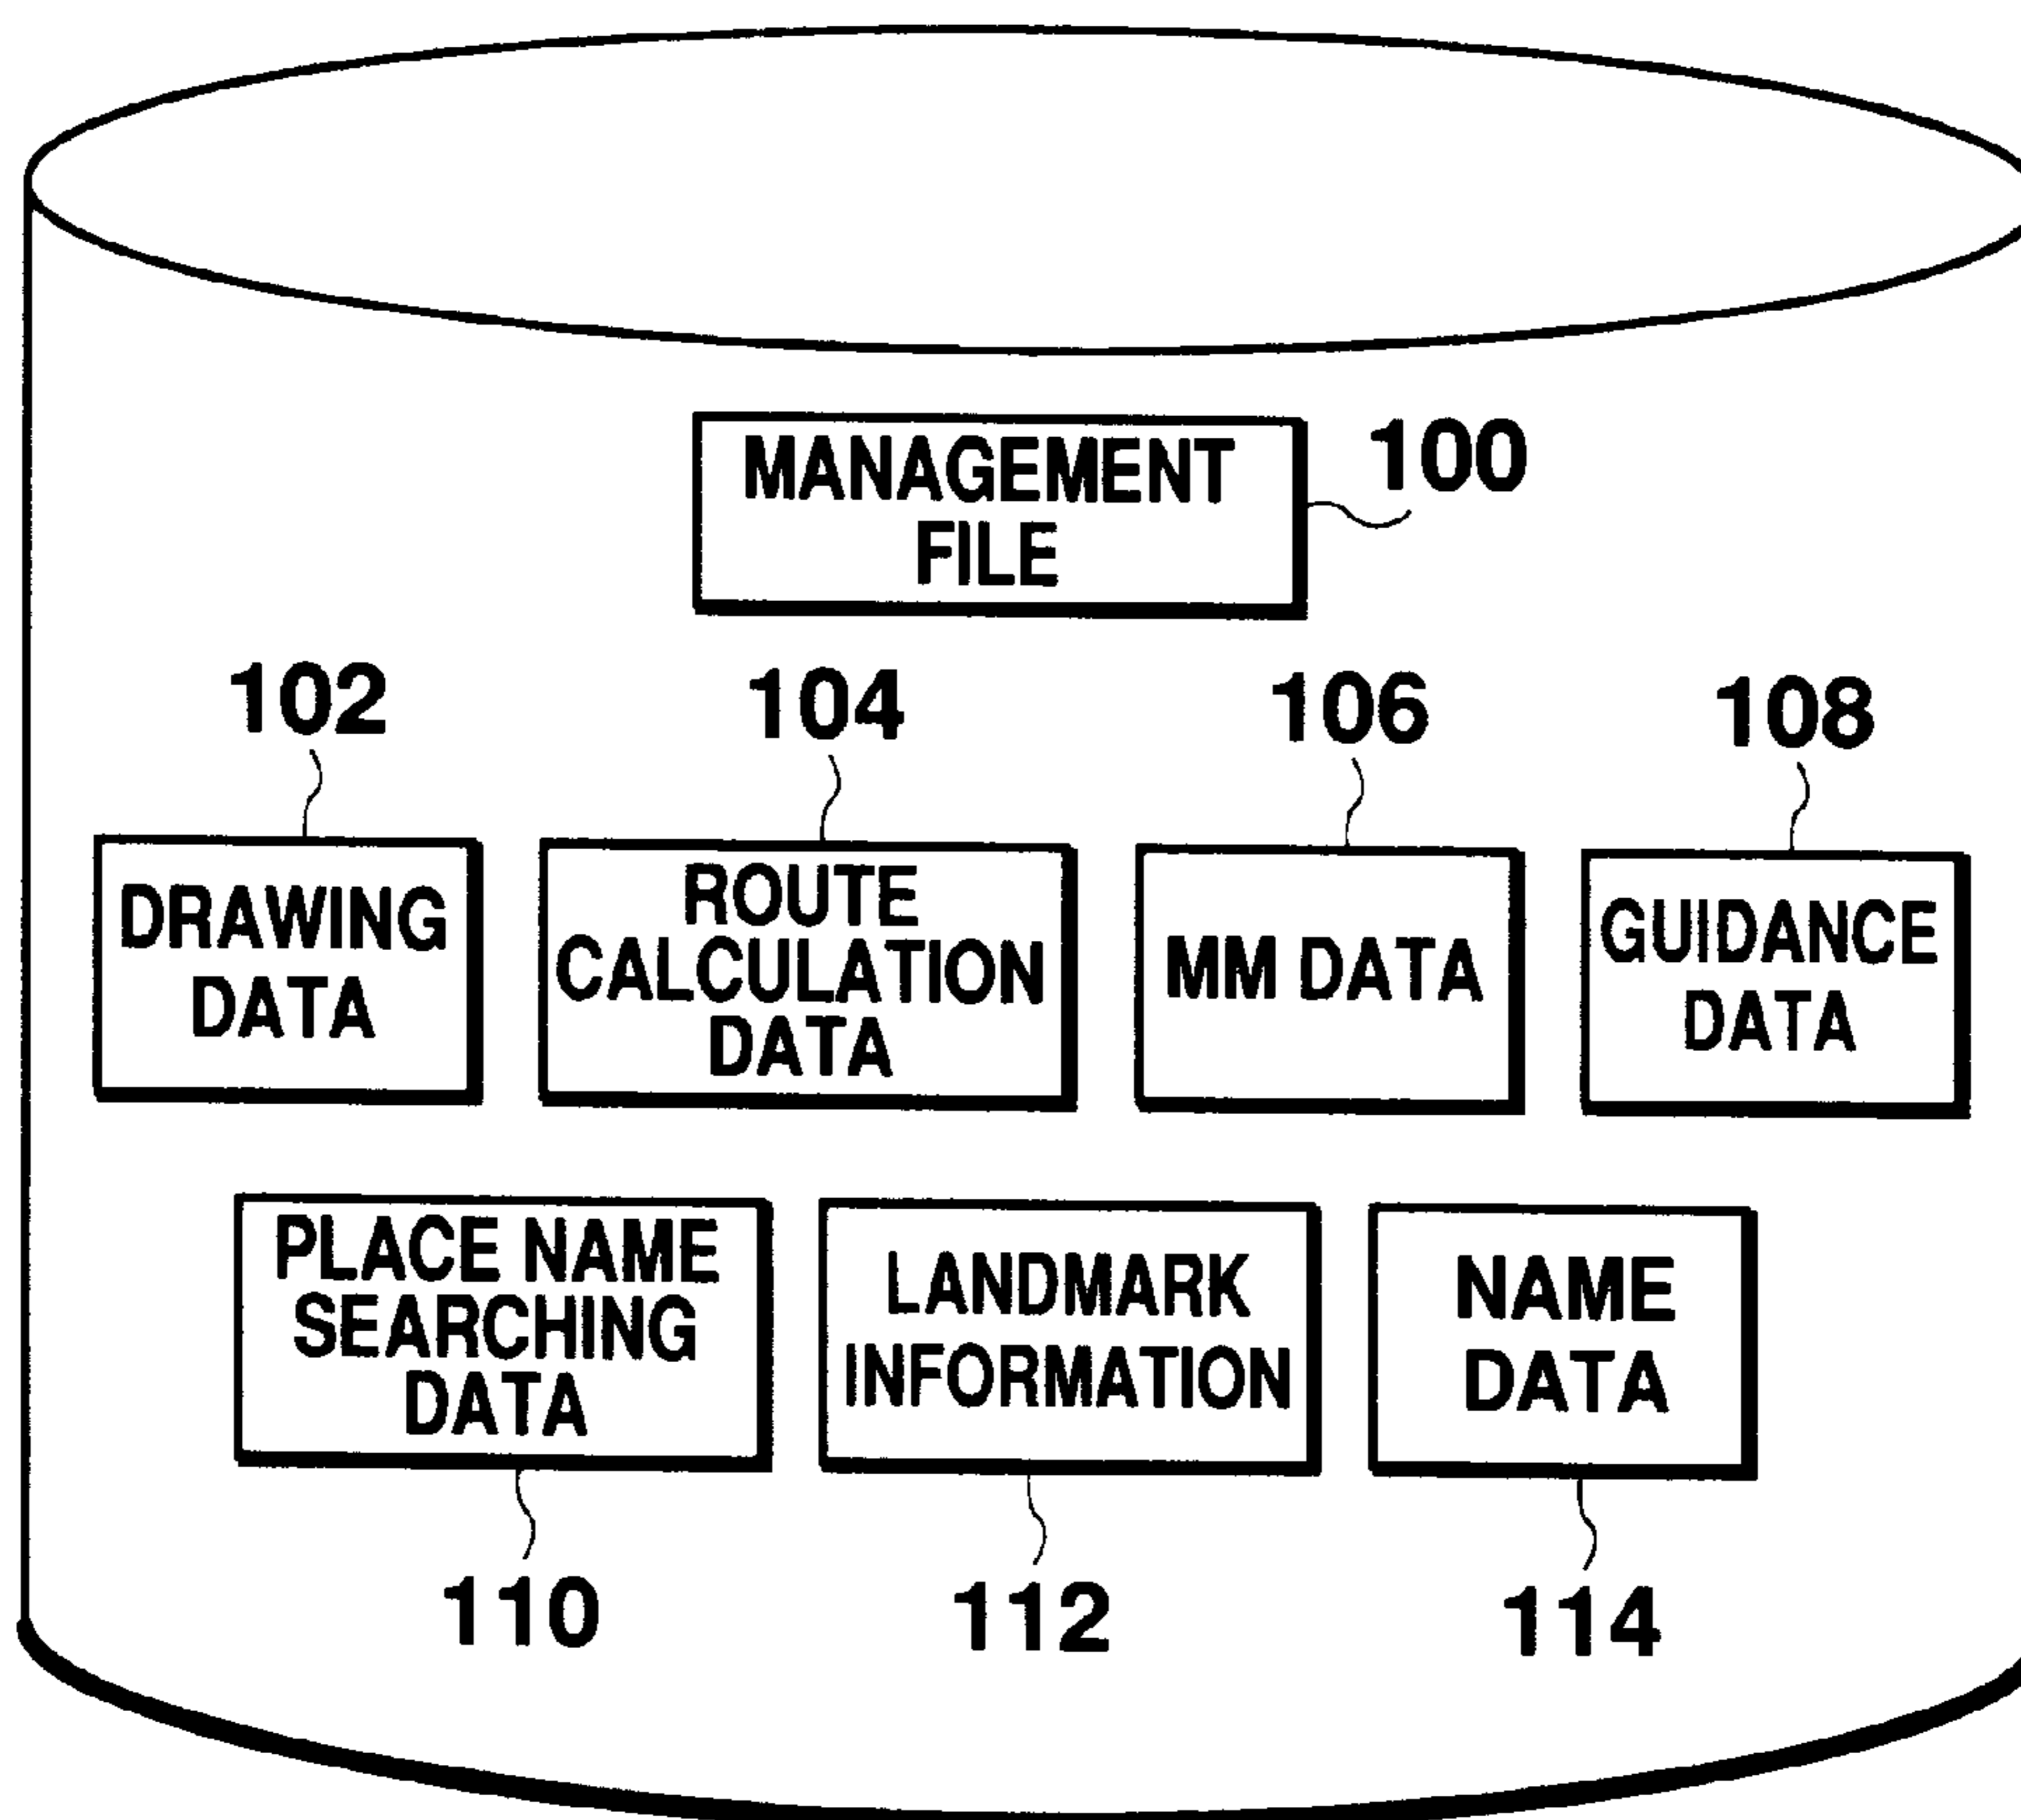 MANAGEMENT
FILE
100
102
104
106
108
DRAWING
DATA
ROUTE
CALCULATION
DATA
MM DATA
GUIDANCE
DATA
PLACE NAME
SEARCHING
DATA
LANDMARK
INFORMATION
NAME
DATA
110
112
114